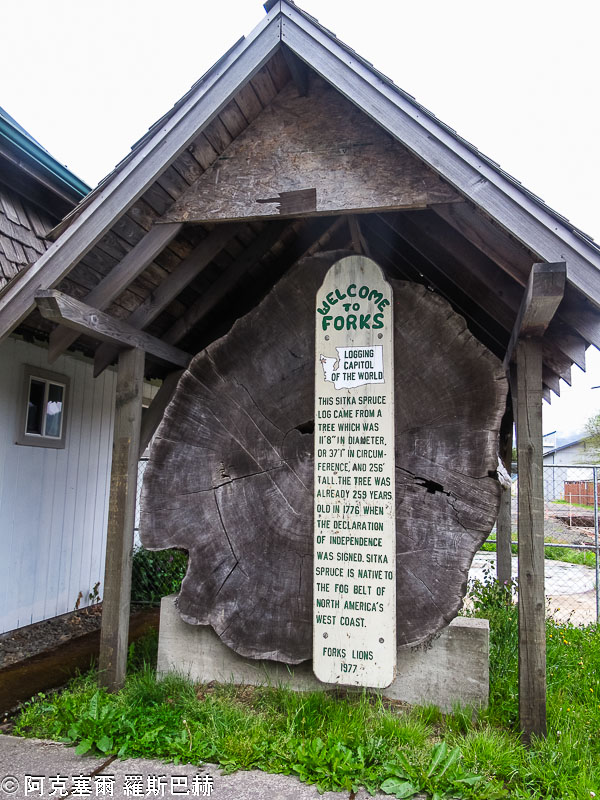 WELCOME
TO
FORKS
LOGGING
CAPITOL
OF THE WORLD
THIS SITKA SPRUCE
LOG CAME FROM A
TREE WHICH WAS
11'8" IN DIAMETER,
OR 37'1" IN CIRCUM-
FERENCE, AND 256'
TALL. THE TREE WAS
ALREADY 259 YEARS
OLD IN 1776 WHEN
THE DECLARATION
OF INDEPENDENCE
WAS SIGNED. SITKA
SPRUCE IS NATIVE TO
THE FOG BELT OF
NORTH AMERICA'S
WEST COAST.
FORKS LIONS
1977
© 阿克塞爾 羅斯巴赫